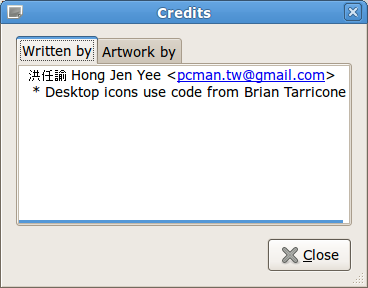 Credits
Written by
Artwork by
洪任諭 Hong Jen Yee <pcman.tw@gmail.com>
* Desktop icons use code from Brian Tarricone
Close